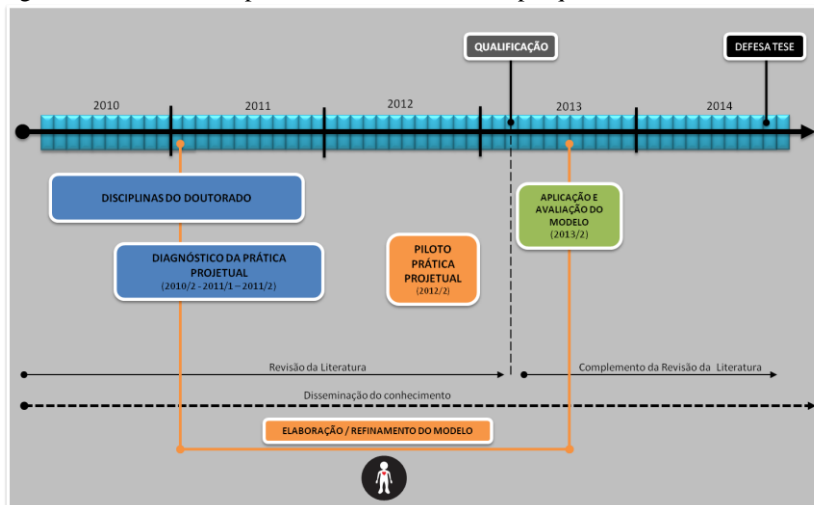 QUALIFICAÇÃO
DEFESA TESE
2010
2011
2012
2013
2014
DISCIPLINAS DO DOUTORADO
DIAGNÓSTICO DA PRÁTICA
PROJETUAL
(2010/2 - 2011/1 – 2011/2)
PILOTO
PRÁTICA
PROJETUAL
(2012/2)
APLICAÇÃO E
AVALIAÇÃO DO
MODELO
(2013/2)
Revisão da Literatura
Complemento da Revisão da Literatura
Disseminação do conhecimento
ELABORAÇÃO / REFINAMENTO DO MODELO